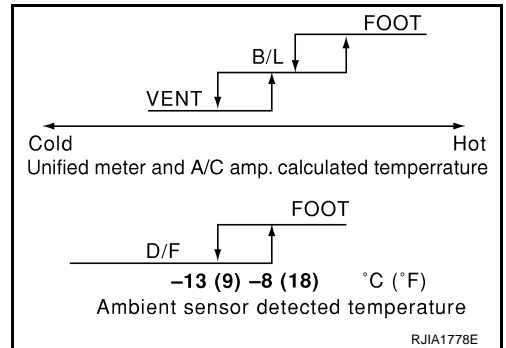 FOOT
B/L
VENT
Cold Hot
Unified meter and A/C amp. calculated temperrature
FOOT
D/F
–13 (9) –8 (18) ˚C (˚F)
Ambient sensor detected temperature
RJIA1778E